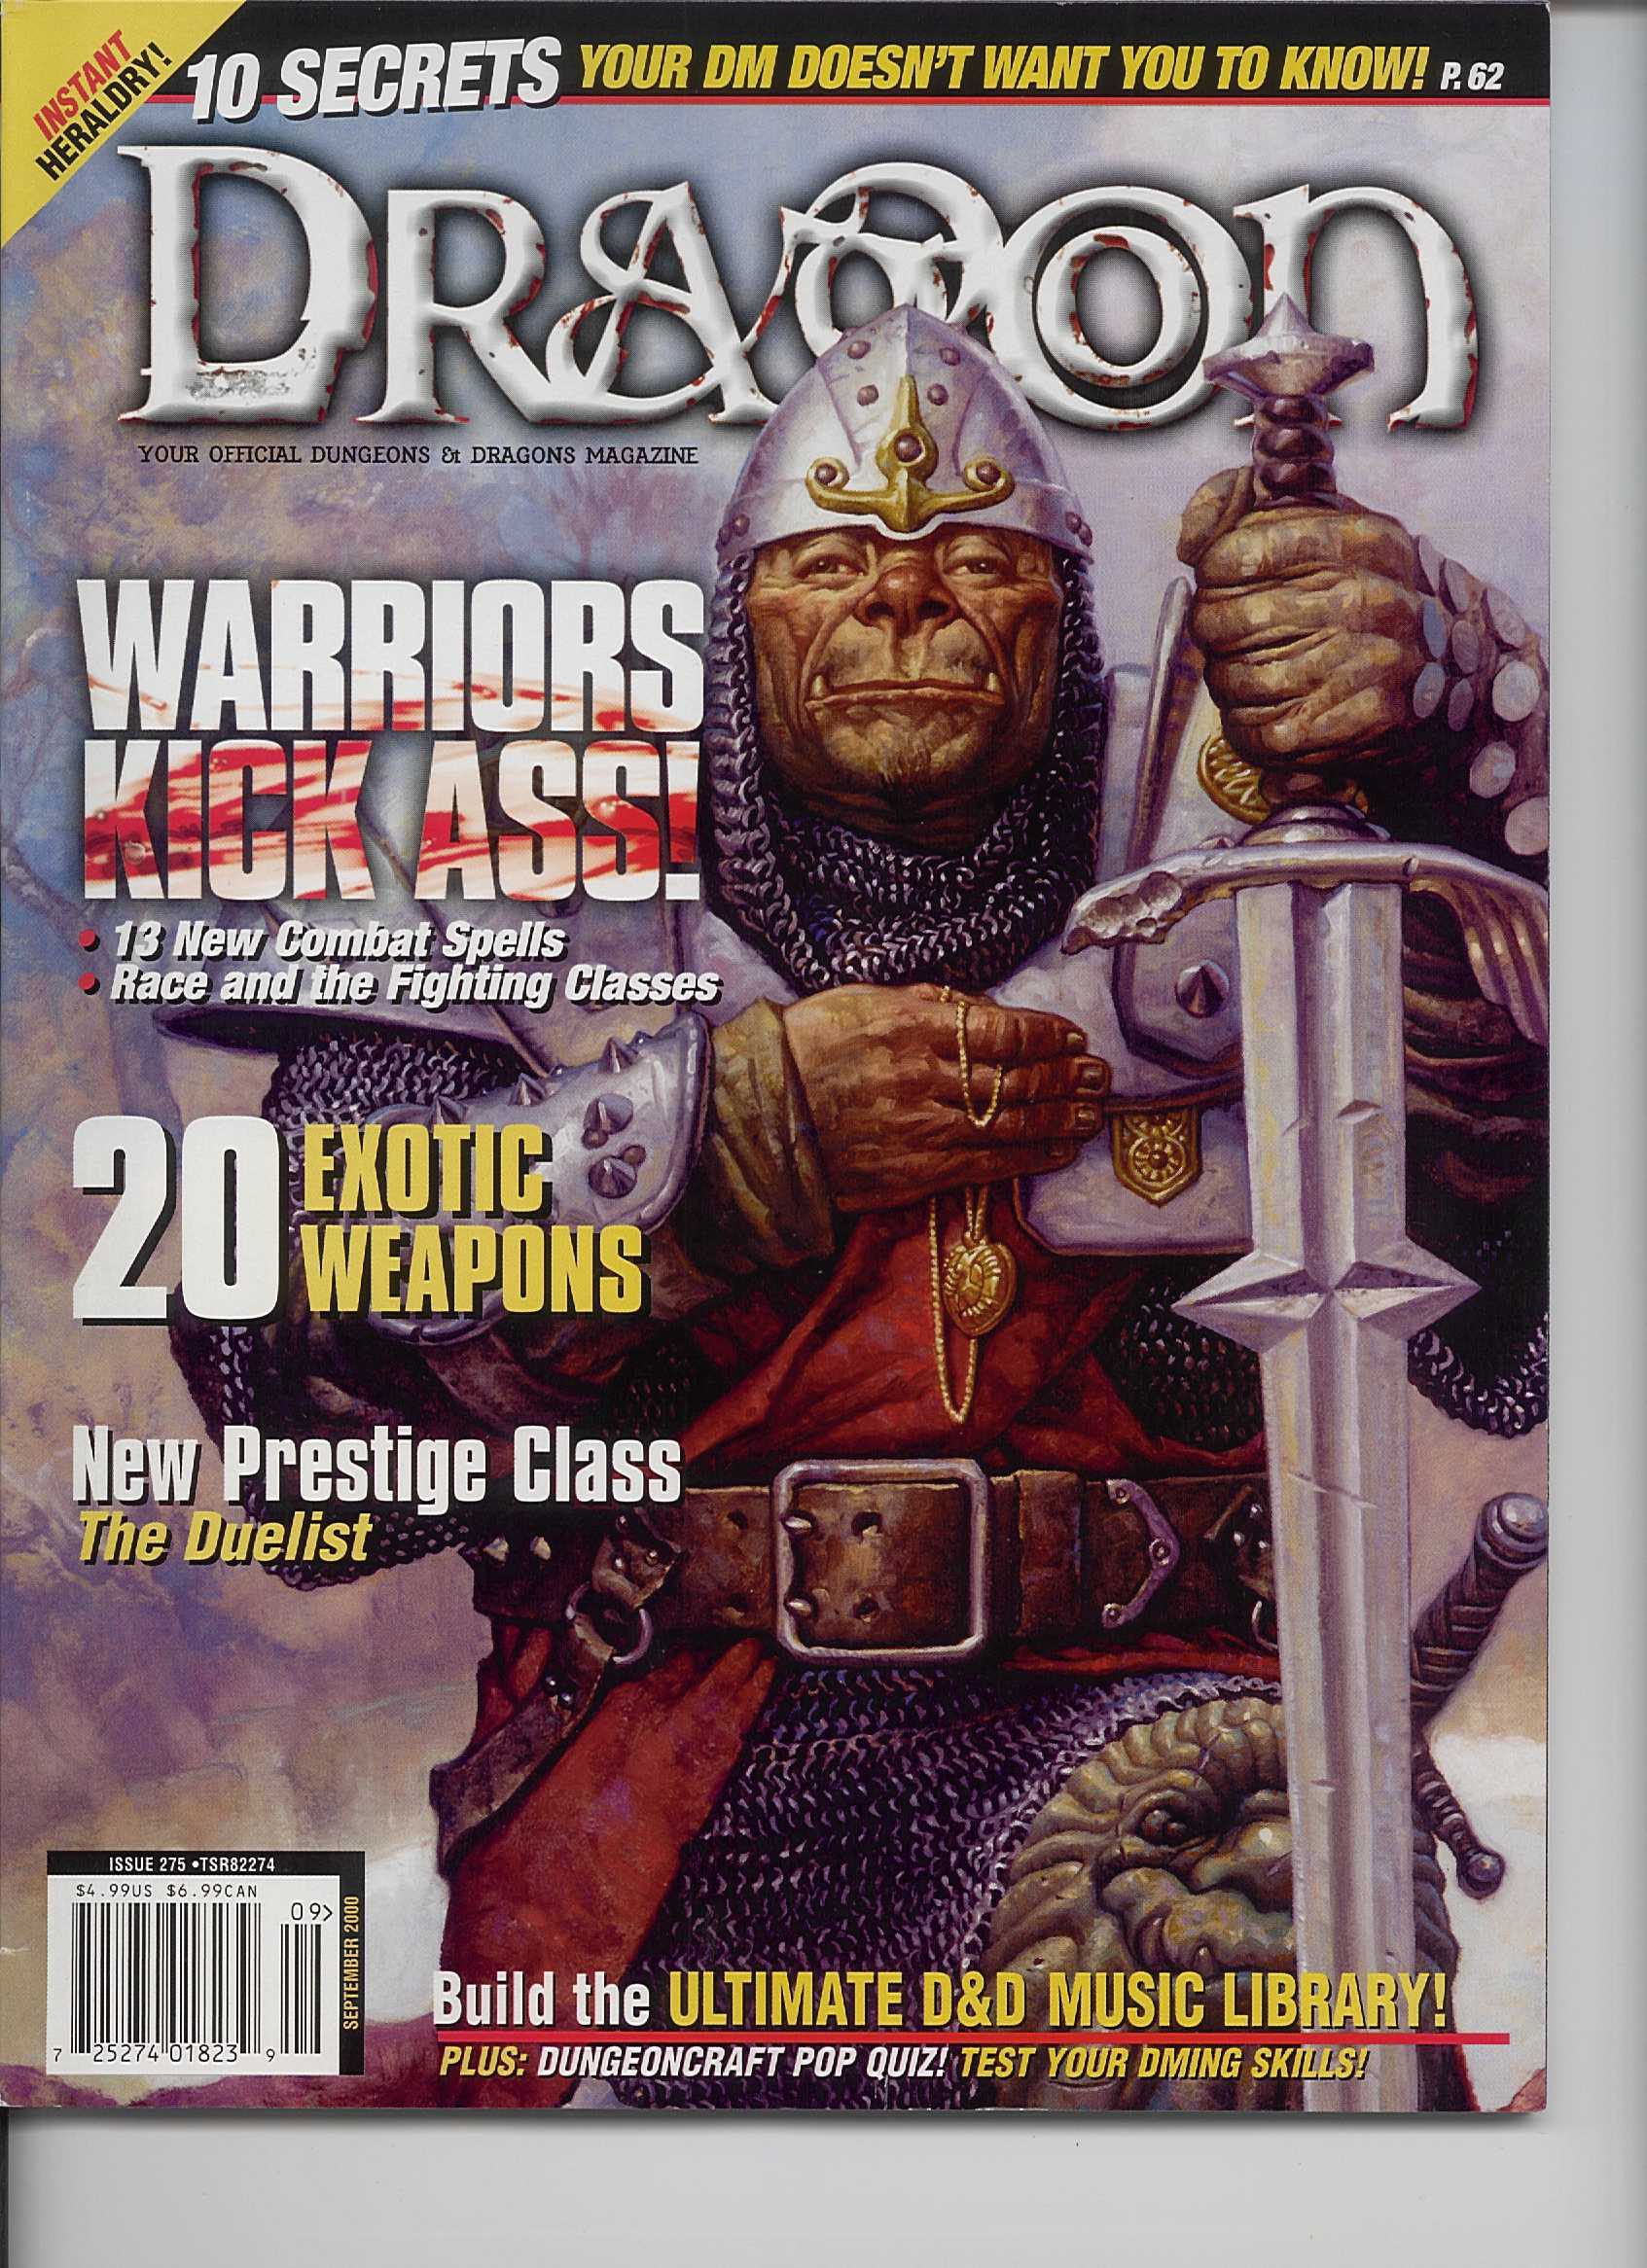 INSTANT
HERALDRY!
10 SECRETS YOUR DM DOESN'T WANT YOU TO KNOW! P. 62
DRAGON
YOUR OFFICIAL DUNGEONS & DRAGONS MAGAZINE
WARRIORS
KICK ASS!
• 13 New Combat Spells
• Race and the Fighting Classes
20 EXOTIC
WEAPONS
New Prestige Class
The Duelist
ISSUE 275 •TSR82274
$4.99US $6.99CAN
09>
SEPTEMBER 2000
7 25274 01823 9
Build the ULTIMATE D&D MUSIC LIBRARY!
PLUS: DUNGEONCRAFT POP QUIZ! TEST YOUR DMING SKILLS!